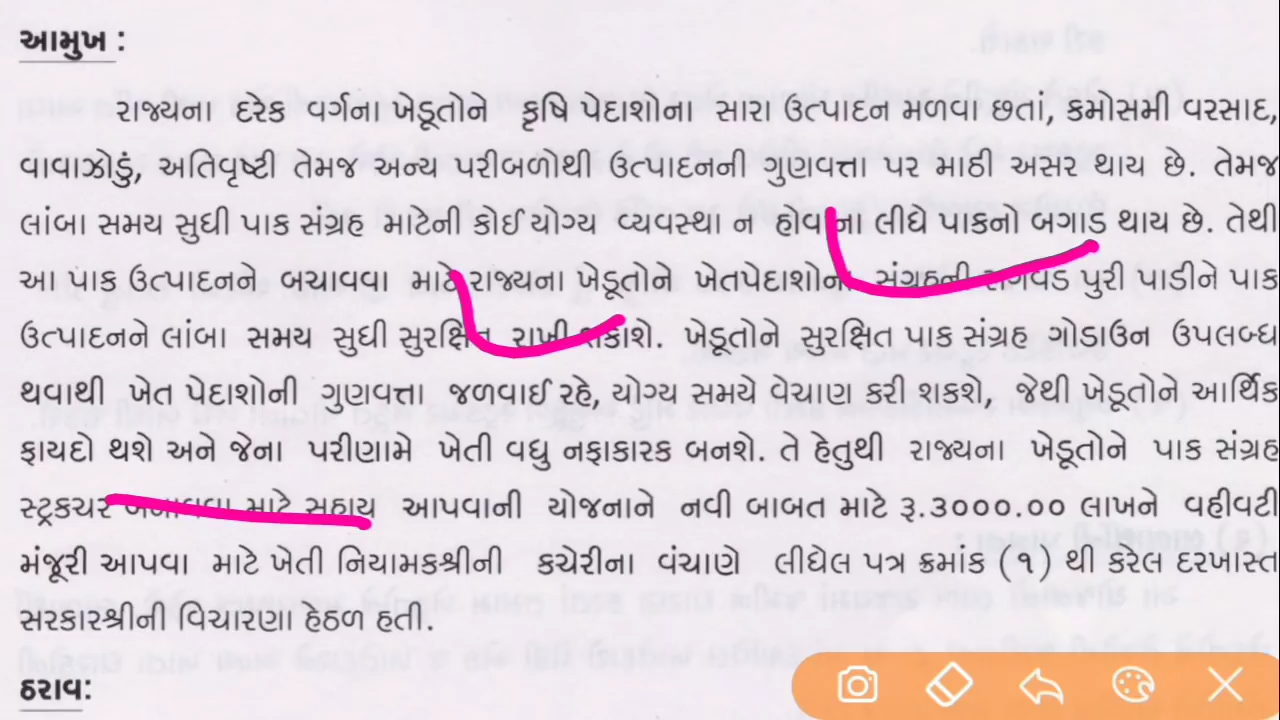 આમુખ :
રાજ્યના દરેક વર્ગના ખેડૂતોને કૃષિ પેદાશોના સારા ઉત્પાદન મળવા છતાં, કમોસમી વરસાદ,
વાવાઝોડું, અતિવૃષ્ટી તેમજ અન્ય પરીબળોથી ઉત્પાદનની ગુણવત્તા પર માઠી અસર થાય છે. તેમજ
લાંબા સમય સુધી પાક સંગ્રહ માટેની કોઇ યોગ્ય વ્યવસ્થા ન હોવાના લીધે પાકનો બગાડ થાય છે. તેથી
આ પાક ઉત્પાદનને બચાવવા માટે રાજ્યના ખેડૂતોને ખેતપેદાશોના સંગ્રહની સગવડ પુરી પાડીને પાક
ઉત્પાદનને લાંબા સમય સુધી સુરક્ષિત રાખી શકાશે. ખેડૂતોને સુરક્ષિત પાક સંગ્રહ ગોડાઉન ઉપલબ્ધ
થવાથી ખેત પેદાશોની ગુણવત્તા જળવાઈ રહે, યોગ્ય સમયે વેચાણ કરી શકશે, જેથી ખેડૂતોને આર્થિક
ફાયદો થશે અને જેના પરીણામે ખેતી વધુ નફાકારક બનશે. તે હેતુથી રાજ્યના ખેડૂતોને પાક સંગ્રહ
સ્ટ્રકચર બનાવવા માટે સહાય આપવાની યોજનાને નવી બાબત માટે રૂ.૩૦૦૦.૦૦ લાખને વહીવટી
મંજૂરી આપવા માટે ખેતી નિયામકશ્રીની કચેરીના વંચાણે લીધેલ પત્ર ક્રમાંક (૧) થી કરેલ દરખાસ્ત
સરકારશ્રીની વિચારણા હેઠળ હતી.
ઠરાવ: